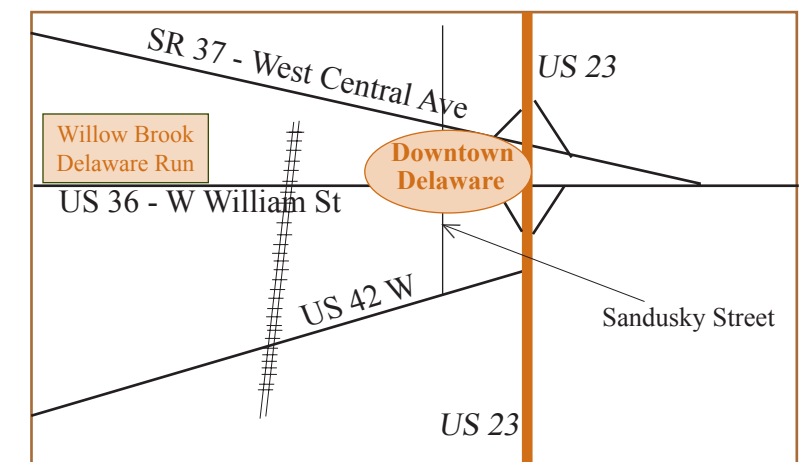 SR 37 - West Central Ave
US 23
Willow Brook
Delaware Run
Downtown
Delaware
US 36 - W William St
US 42 W
Sandusky Street
US 23